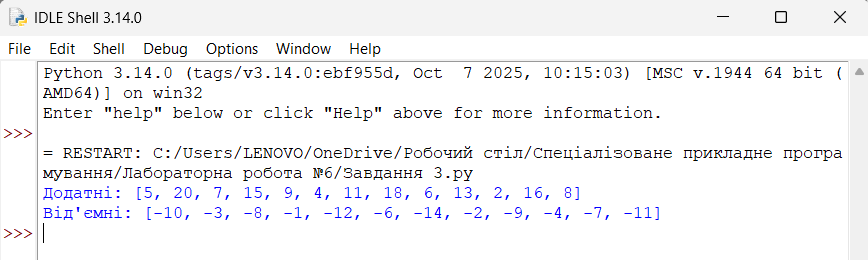 IDLE Shell 3.14.0
File Edit Shell Debug Options Window Help
Python 3.14.0 (tags/v3.14.0:ebf955d, Oct  7 2025, 10:15:03) [MSC v.1944 64 bit (
AMD64)] on win32
Enter "help" below or click "Help" above for more information.
>>>
= RESTART: C:/Users/LENOVO/OneDrive/Робочий стіл/Спеціалізоване прикладне програ
мування/Лабораторна робота №6/Завдання 3.py
Додатні: [5, 20, 7, 15, 9, 4, 11, 18, 6, 13, 2, 16, 8]
Від'ємні: [-10, -3, -8, -1, -12, -6, -14, -2, -9, -4, -7, -11]
>>>